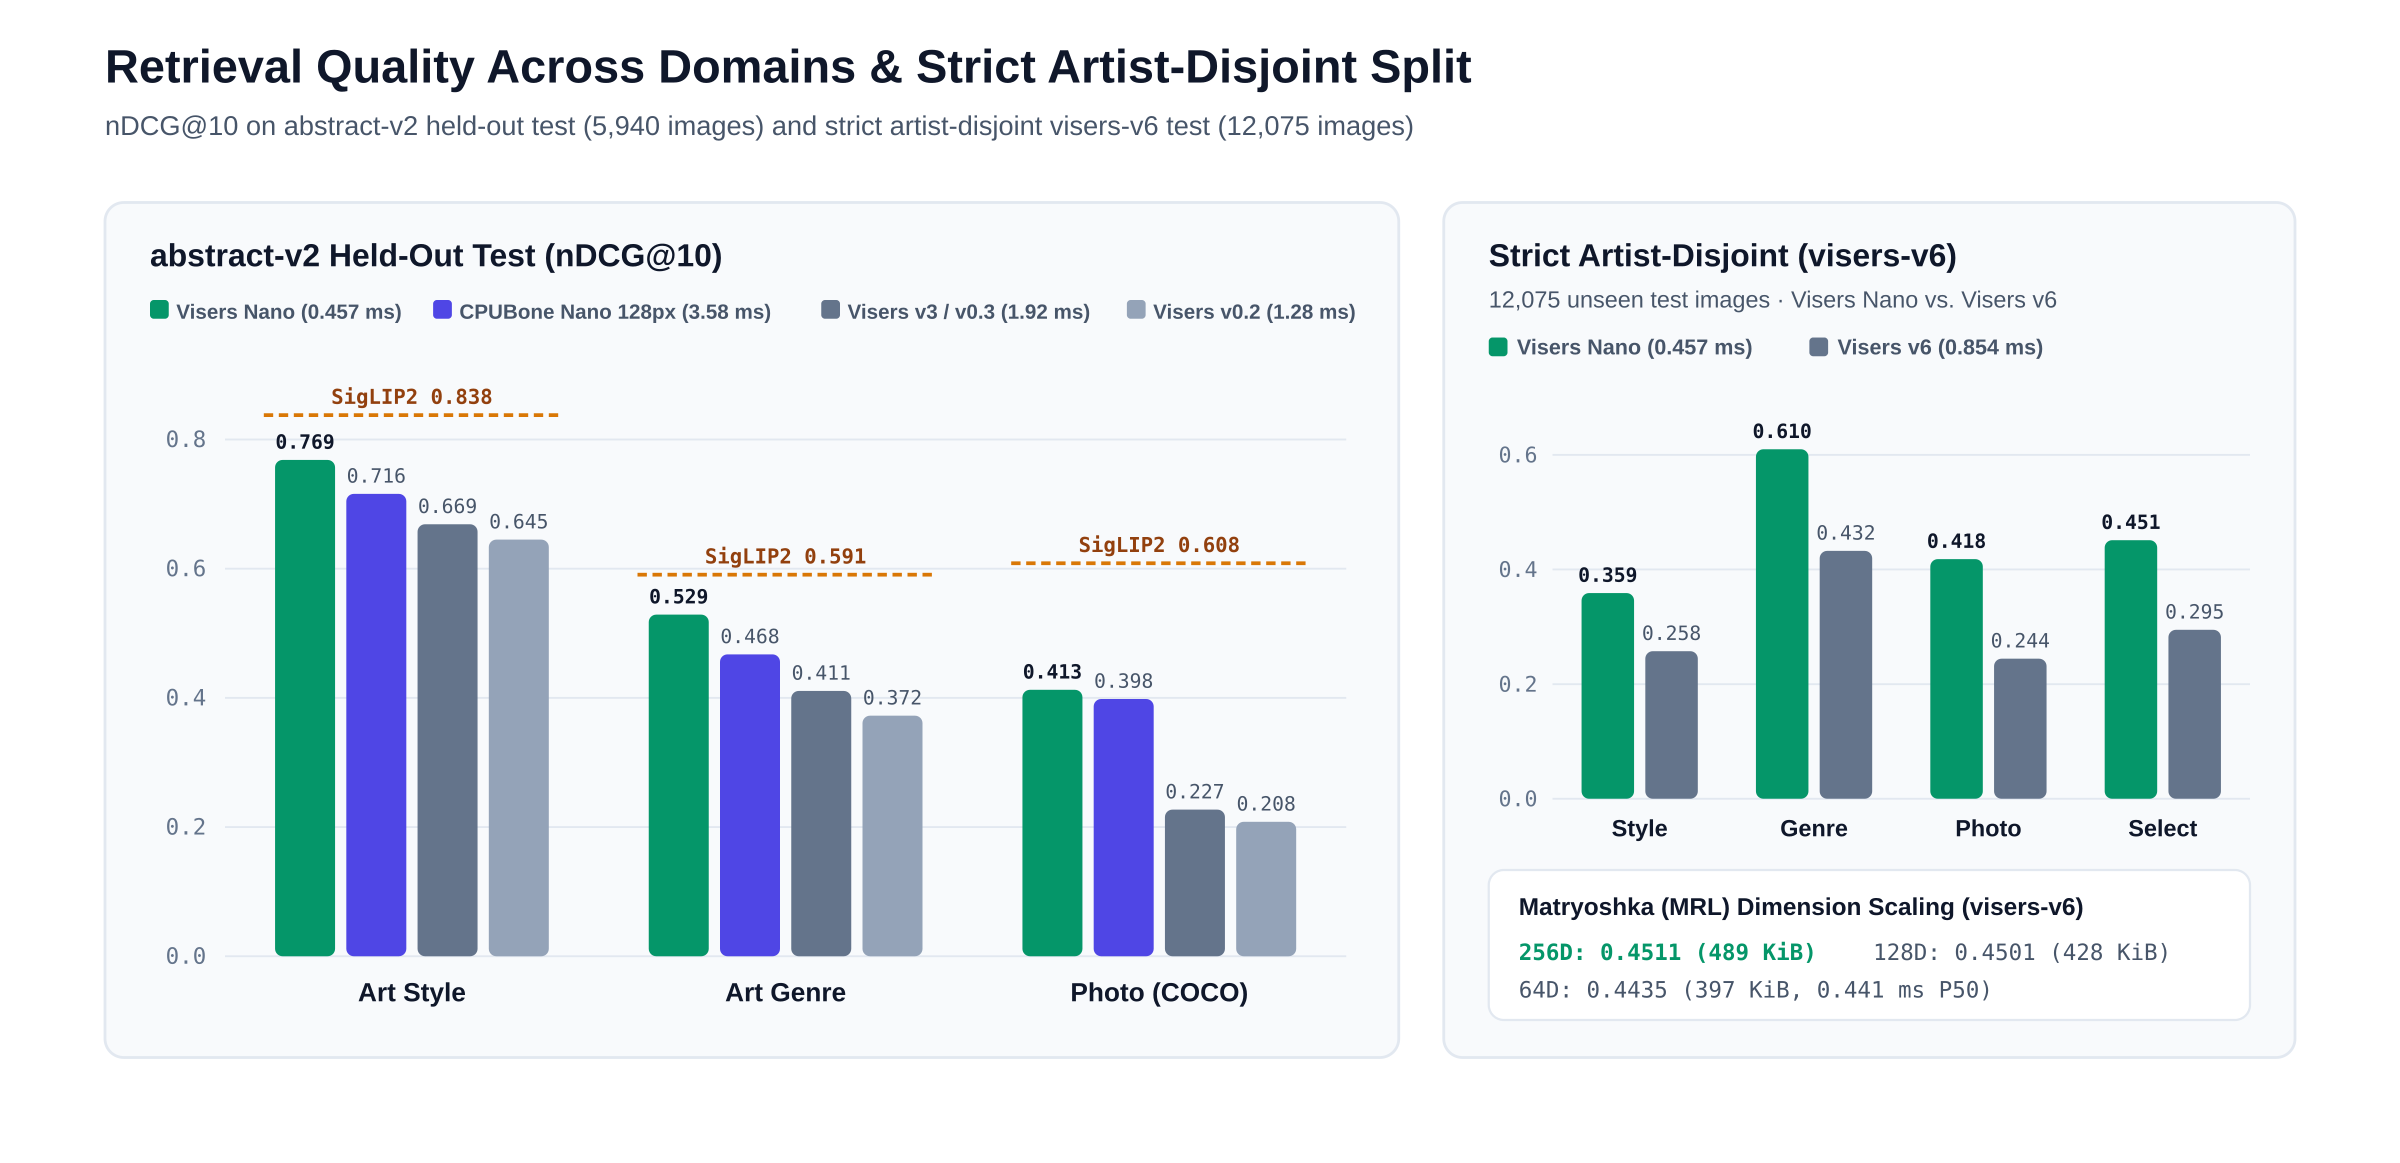 Retrieval Quality Across Domains & Strict Artist-Disjoint Split
nDCG@10 on abstract-v2 held-out test (5,940 images) and strict artist-disjoint visers-v6 test (12,075 images)
abstract-v2 Held-Out Test (nDCG@10)
Visers Nano (0.457 ms) CPUBone Nano 128px (3.58 ms) Visers v3 / v0.3 (1.92 ms) Visers v0.2 (1.28 ms)
SigLIP2 0.838
0.8
0.769
0.716
0.669
0.645
SigLIP2 0.591
SigLIP2 0.608
0.6
0.529
0.468
0.411
0.372
0.413
0.398
0.4
0.227
0.208
0.2
0.0
Art Style Art Genre Photo (COCO)
Strict Artist-Disjoint (visers-v6)
12,075 unseen test images · Visers Nano vs. Visers v6
Visers Nano (0.457 ms) Visers v6 (0.854 ms)
0.610
0.6
0.451
0.432
0.418
0.4
0.359
0.258
0.244
0.295
0.2
0.0
Style Genre Photo Select
Matryoshka (MRL) Dimension Scaling (visers-v6)
256D: 0.4511 (489 KiB) 128D: 0.4501 (428 KiB)
64D: 0.4435 (397 KiB, 0.441 ms P50)